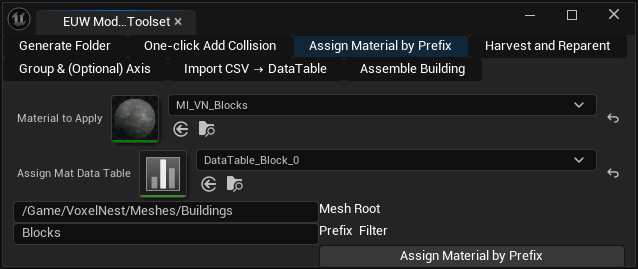 EUW Mod...Toolset
Generate Folder One-click Add Collision Assign Material by Prefix Harvest and Reparent
Group & (Optional) Axis Import CSV → DataTable Assemble Building
Material to Apply MI_VN_Blocks
Assign Mat Data Table DataTable_Block_0
/Game/VoxelNest/Meshes/Buildings Mesh Root
Blocks Prefix Filter
Assign Material by Prefix